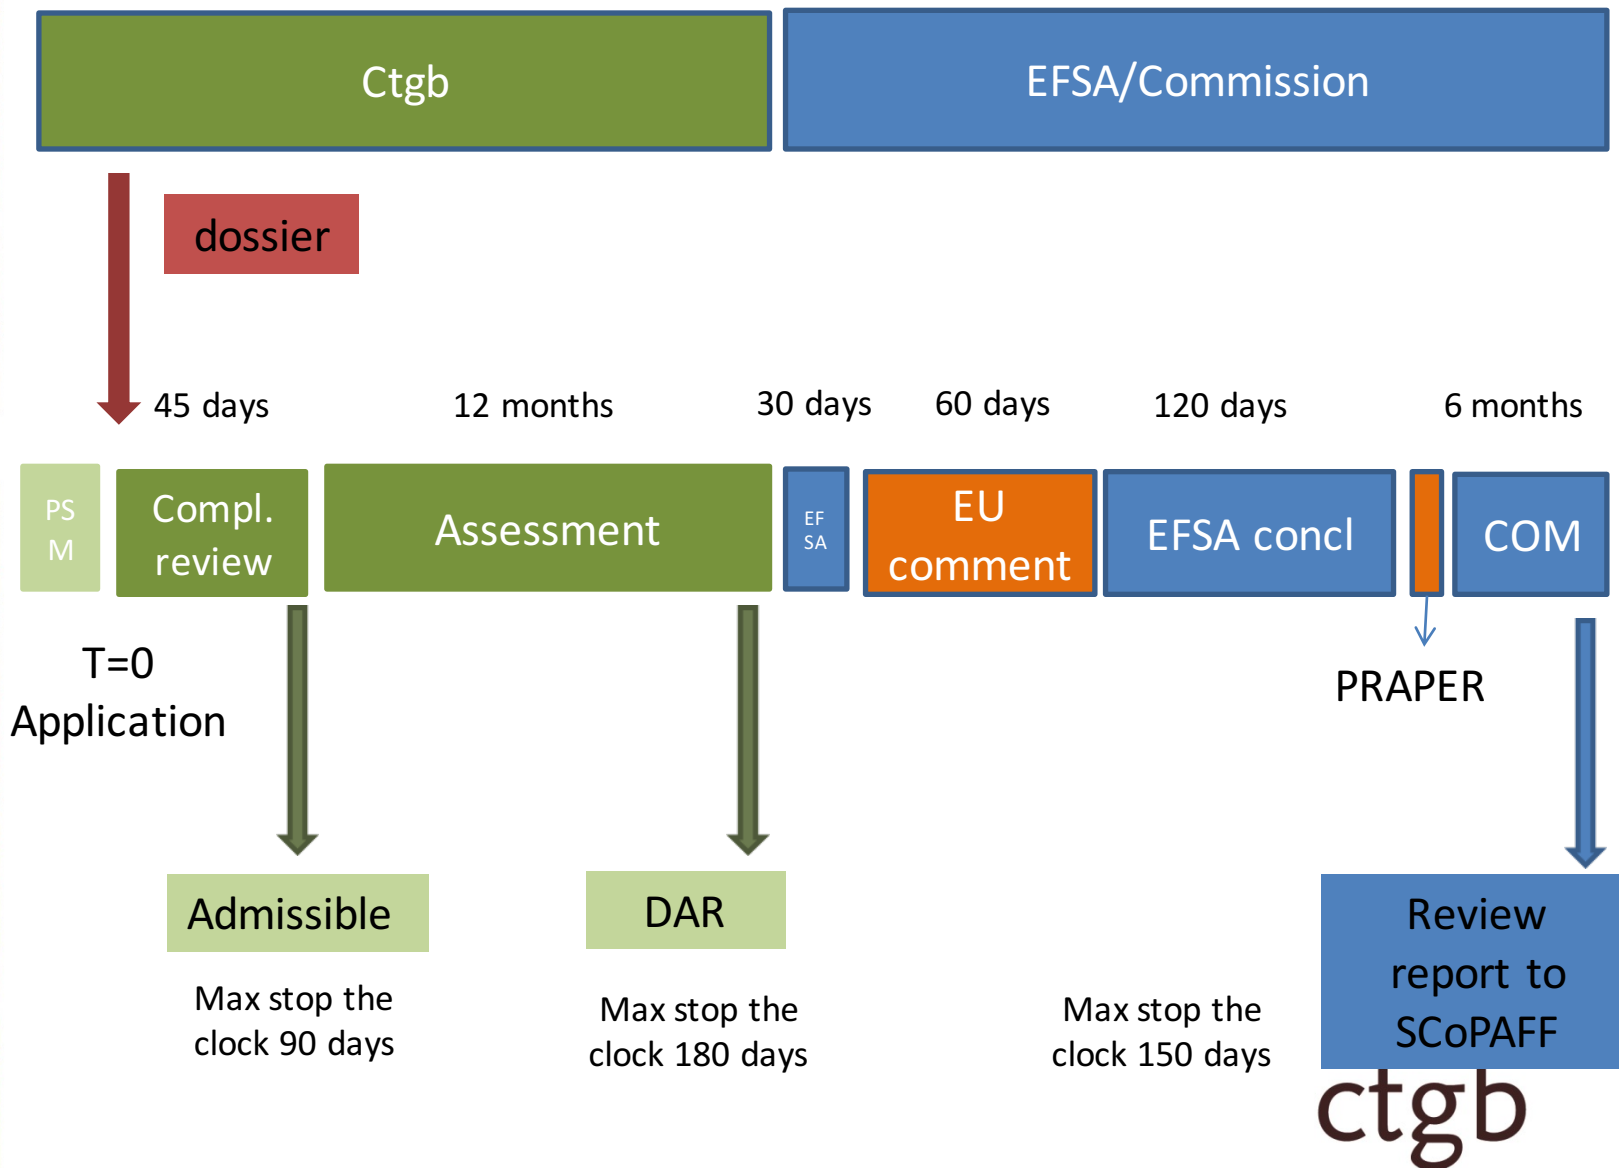 Ctgb
EFSA/Commission
dossier
45 days
12 months
30 days
60 days
120 days
6 months
PS
M
Compl.
review
Assessment
EF
SA
EU
comment
EFSA concl
COM
T=0
Application
PRAPER
Admissible
DAR
Review
report to
SCoPAFF
Max stop the
clock 90 days
Max stop the
clock 180 days
Max stop the
clock 150 days
ctgb